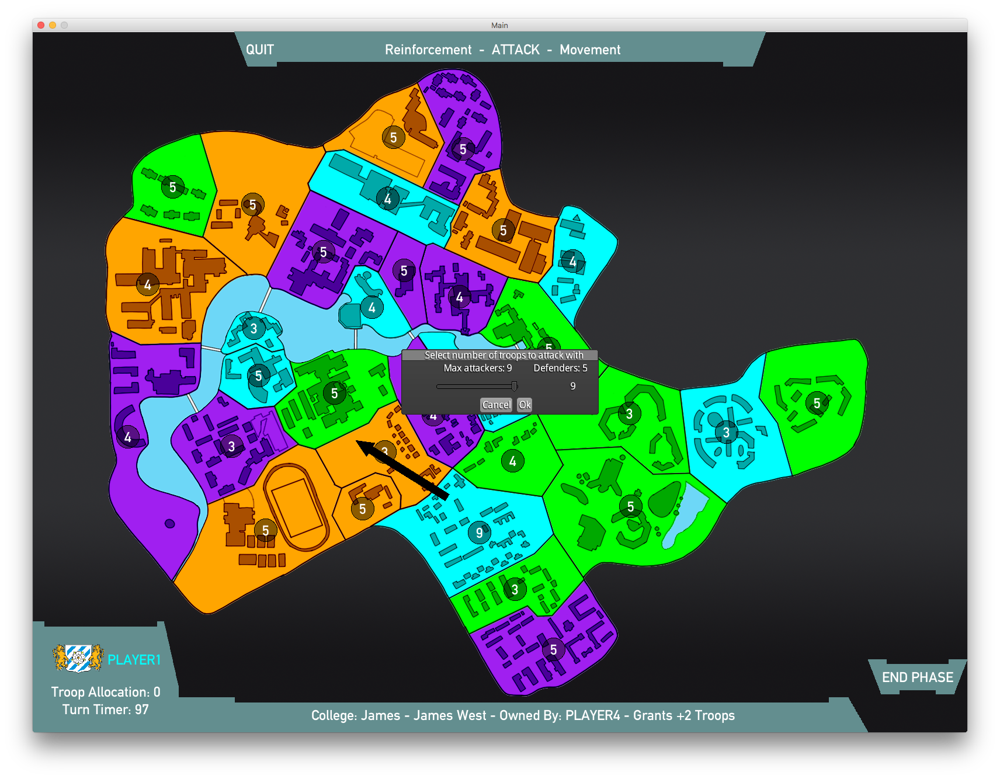 Main
QUIT
Reinforcement - ATTACK - Movement
5
5
5
4
5
5
5
4
5
5
4
4
4
3
5
Select number of troops to attack with
Max attackers: 9 Defenders: 5
9
Cancel Ok
5
5
3
5
4
3
4
3
3
4
5
5
5
9
3
5
PLAYER1
Troop Allocation: 0
Turn Timer: 97
END PHASE
College: James - James West - Owned By: PLAYER4 - Grants +2 Troops